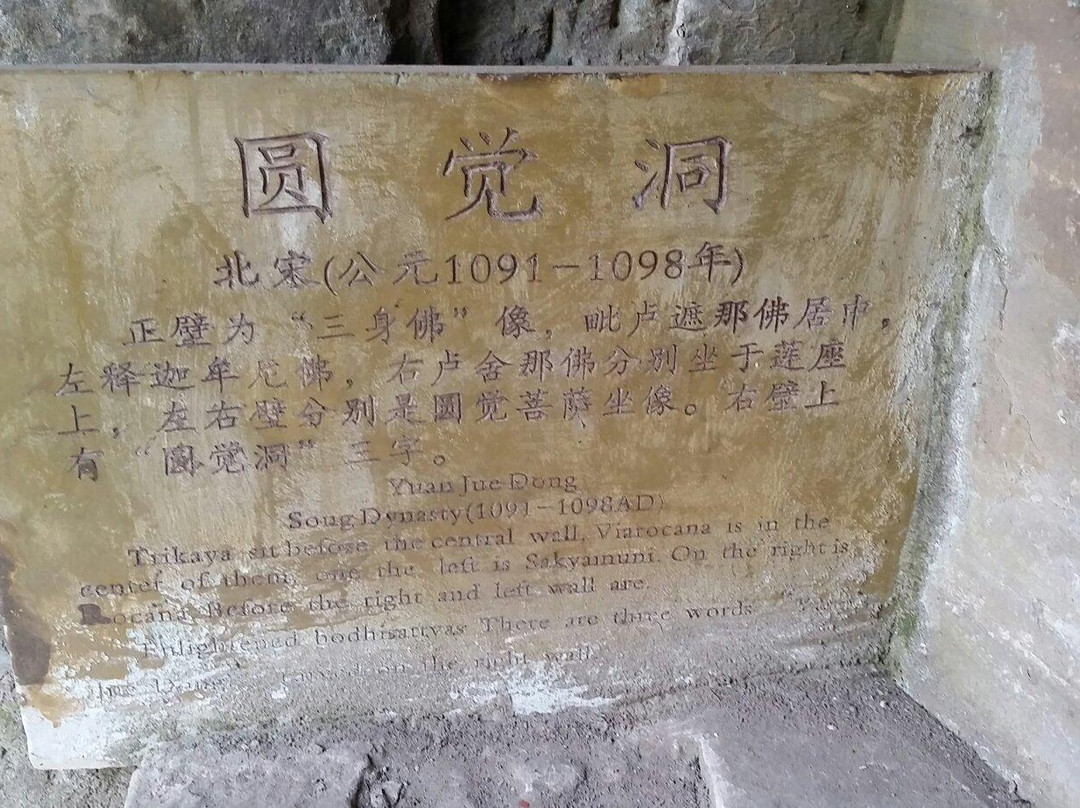 圆觉洞
北宋(公元1091-1098年)
正壁为“三身佛”像，毗卢遮那佛居中，
左释迦牟尼佛，右卢舍那佛分别坐于莲座
上，左右壁分别是圆觉菩萨坐像。右壁上
有“圆觉洞”三字。
Yuan Jue Dong
Song Dynasty(1091-1098AD)
Trikaya sit before the central wall, Viarocana is in the
center of them, one the left is Sakyamuni. On the right is
Rocana. Before the right and left wall are.
Enlightened bodhisattvas There are three words "Yuan
Jue Dong on the right wall.